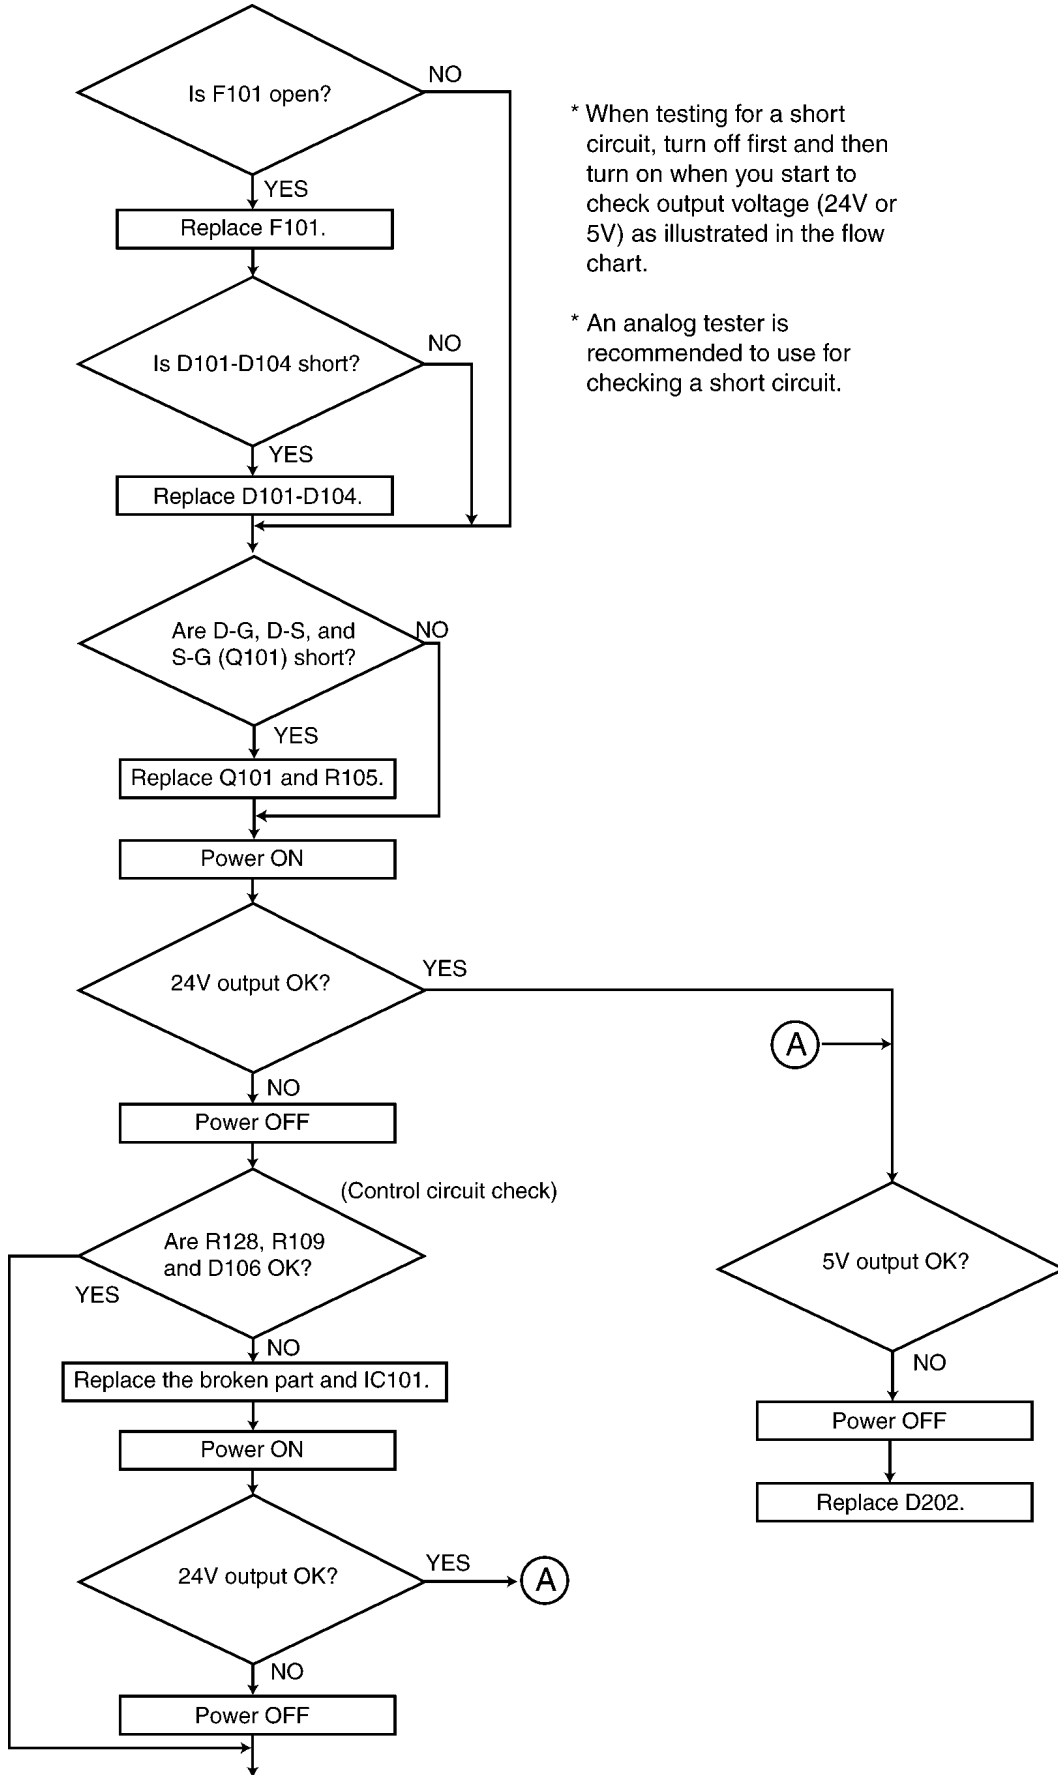 Is F101 open?
NO
YES
Replace F101.
Is D101-D104 short?
NO
YES
Replace D101-D104.
* When testing for a short
circuit, turn off first and then
turn on when you start to
check output voltage (24V or
5V) as illustrated in the flow
chart.
* An analog tester is
recommended to use for
checking a short circuit.
Are D-G, D-S, and
S-G (Q101) short?
NO
YES
Replace Q101 and R105.
Power ON
24V output OK?
YES
NO
Power OFF
(Control circuit check)
Are R128, R109
and D106 OK?
YES
NO
Replace the broken part and IC101.
Power ON
24V output OK?
YES
A
NO
Power OFF
A
5V output OK?
NO
Power OFF
Replace D202.